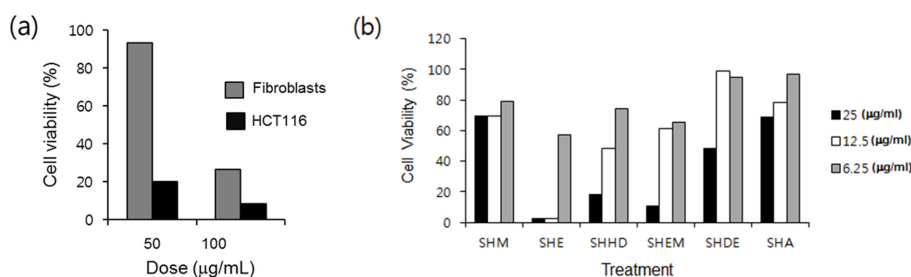 (a)
Cell viability (%)
100
80
60
40
20
0
Fibroblasts
HCT116
50 100
Dose (µg/mL)
(b)
Cell Viability (%)
120
100
80
60
40
20
0
SHM SHE SHHD SHEM SHDE SHA
Treatment
25 (µg/ml)
12.5 (µg/ml)
6.25 (µg/ml)